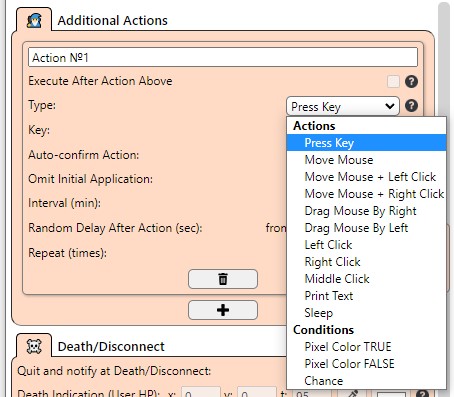 Additional Actions
Action №1
Execute After Action Above
Type: Press Key
Key:
Auto-confirm Action:
Omit Initial Application:
Interval (min):
Random Delay After Action (sec): from
Repeat (times):
Actions
Press Key
Move Mouse
Move Mouse + Left Click
Move Mouse + Right Click
Drag Mouse By Right
Drag Mouse By Left
Left Click
Right Click
Middle Click
Print Text
Sleep
Conditions
Pixel Color TRUE
Pixel Color FALSE
Chance
Death/Disconnect
Quit and notify at Death/Disconnect:
Death Indication (User HP): x: 0 y: 0 t: 95